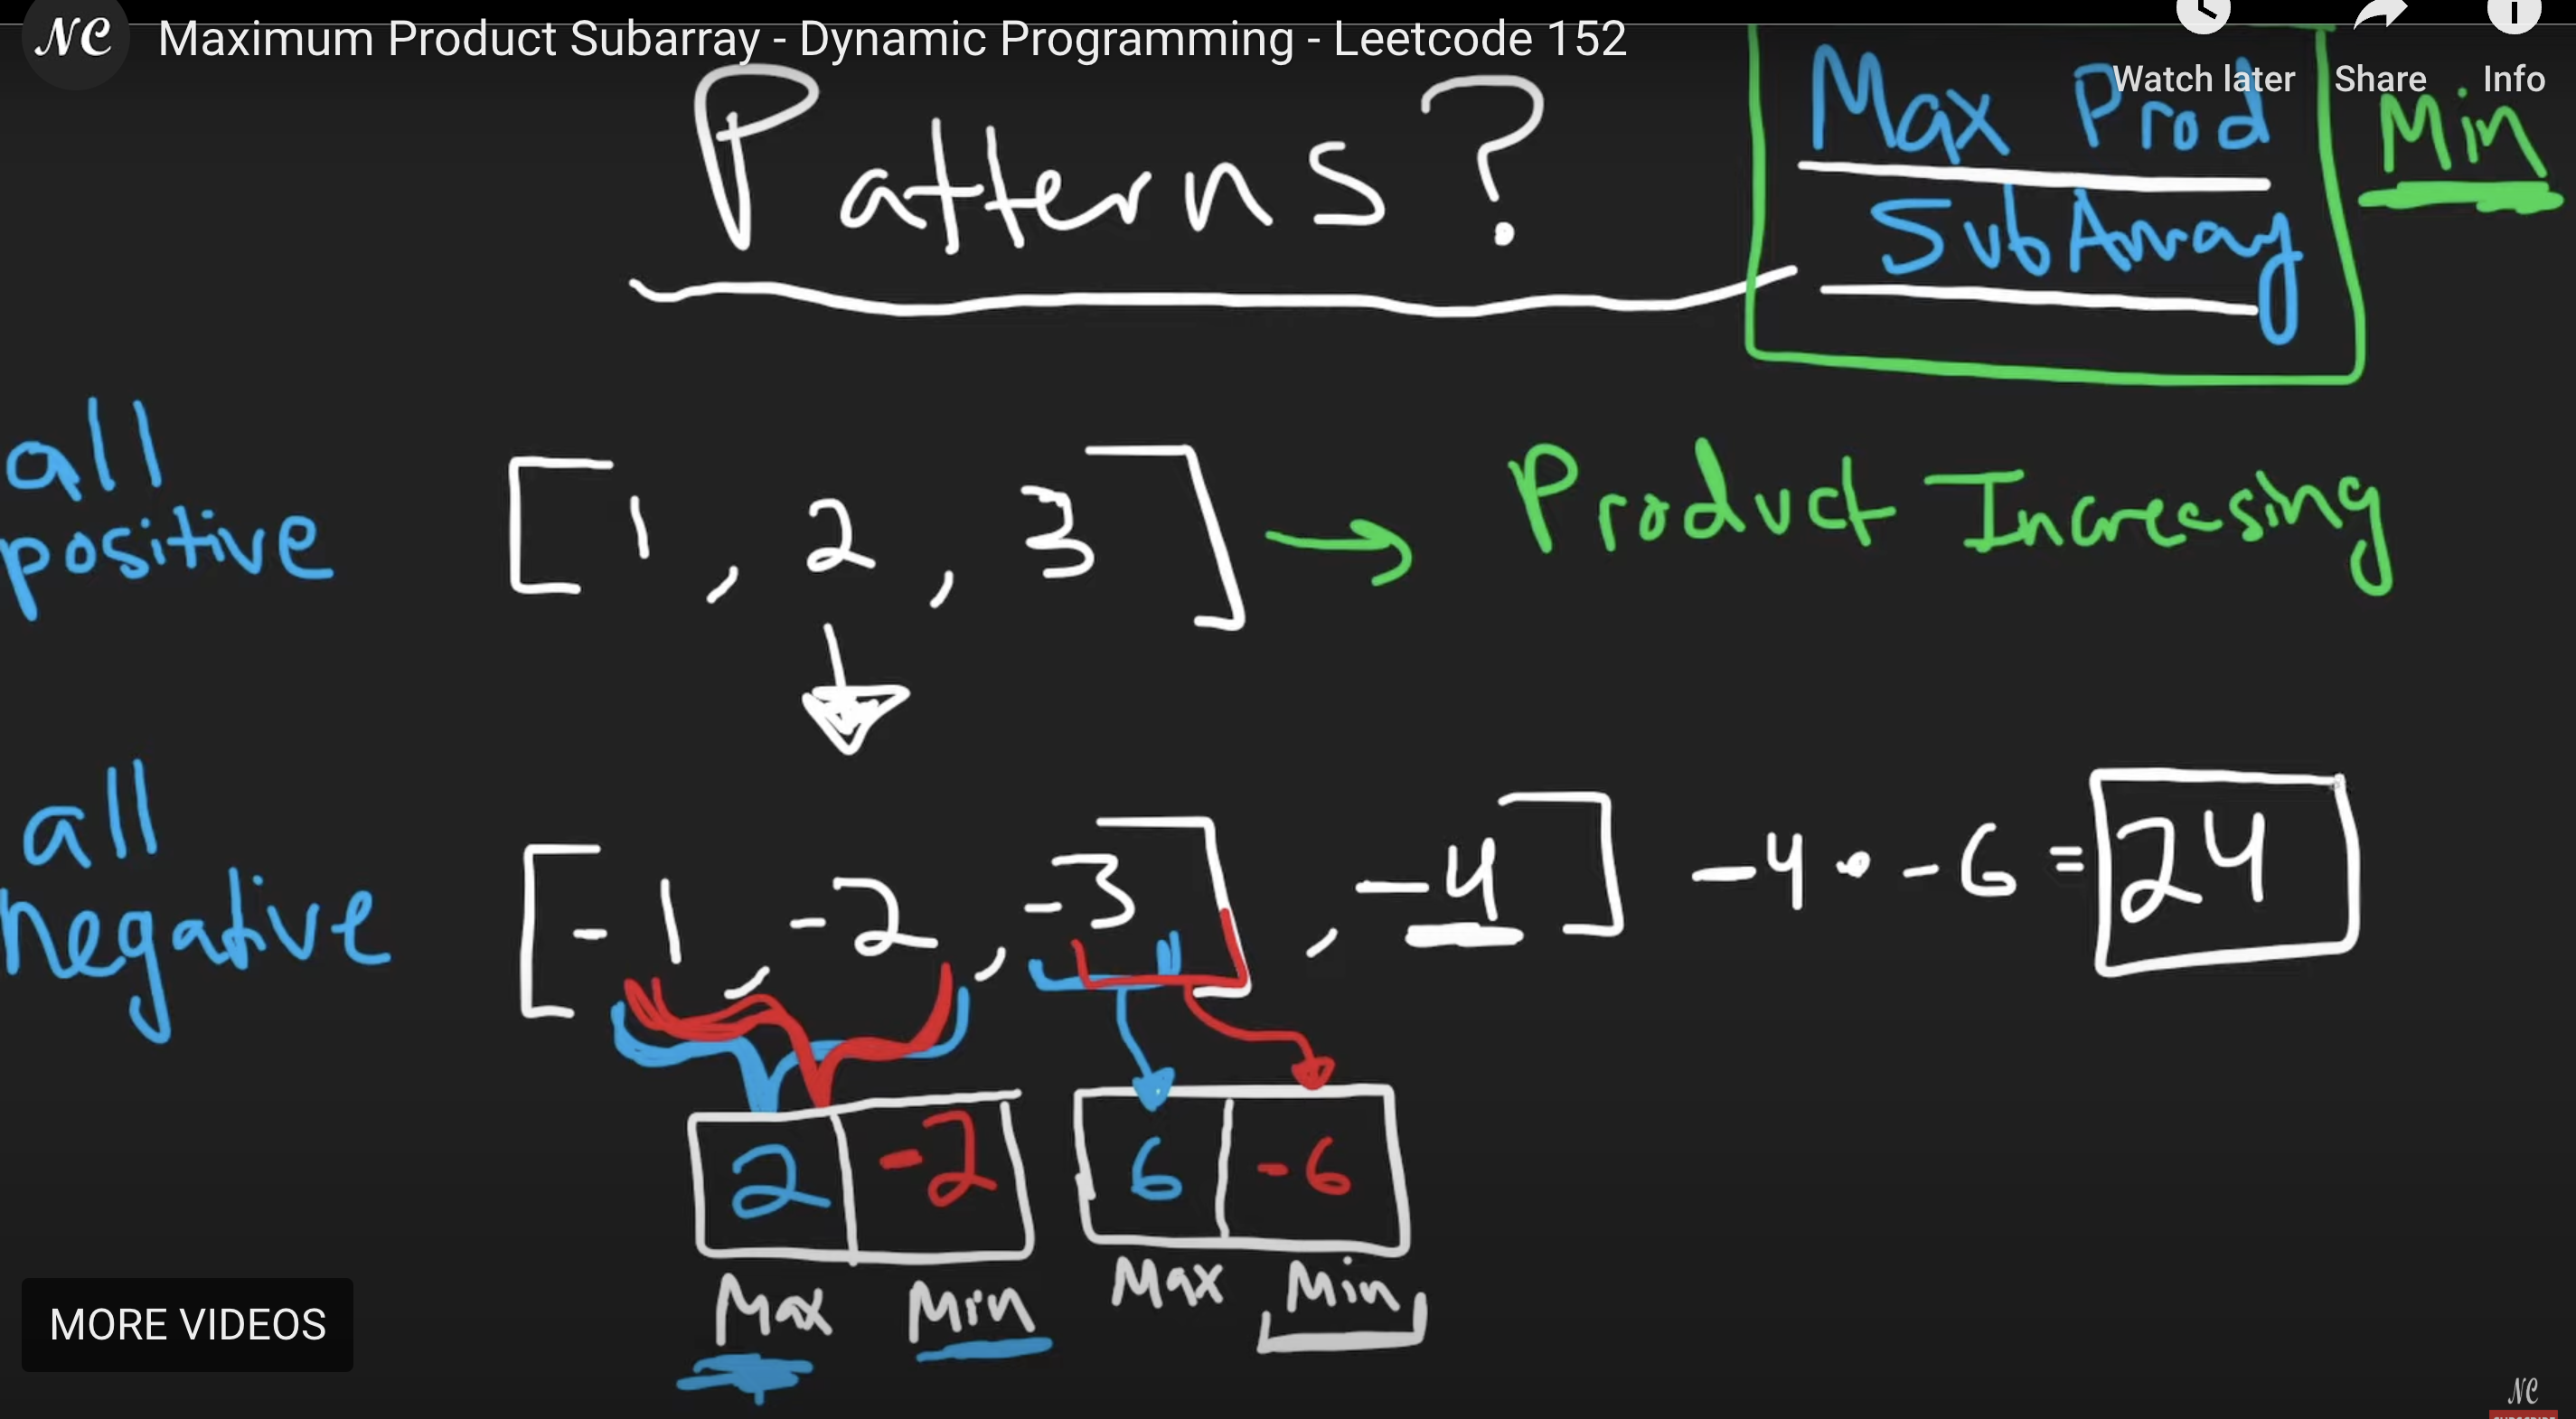 NC Maximum Product Subarray - Dynamic Programming - Leetcode 152
Watch later Share Info
Patterns?
Max Prod
SubArray
Min
all
positive
[1, 2, 3] → Product Increasing
all
negative
[-1, -2, -3], -4] -4 • -6 = 24
2 -2 6 -6
Max Min Max Min
MORE VIDEOS
NC
SUBSCRIBE